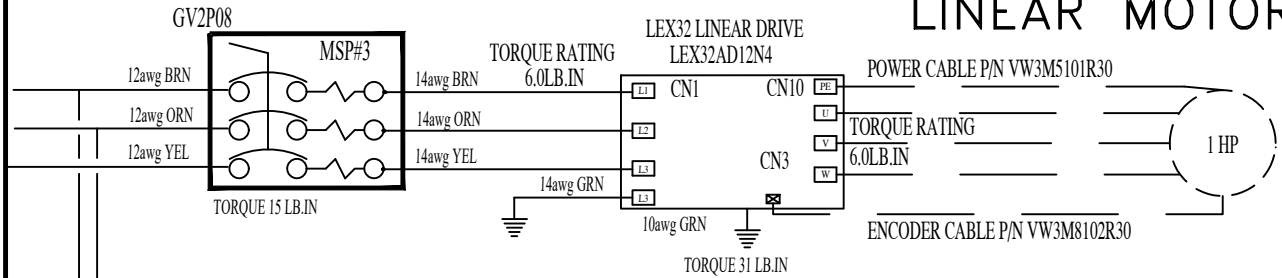 LINEAR MOTOR
GV2P08
MSP#3
12awg BRN
12awg ORN
12awg YEL
TORQUE 15 LB.IN
14awg BRN
14awg ORN
14awg YEL
14awg GRN
TORQUE RATING
6.0LB.IN
LEX32 LINEAR DRIVE
LEX32AD12N4
L1
CN1
L2
L3
L3
CN10
PE
U
V
W
CN3
10awg GRN
TORQUE 31 LB.IN
POWER CABLE P/N VW3M5101R30
TORQUE RATING
6.0LB.IN
1 HP
ENCODER CABLE P/N VW3M8102R30